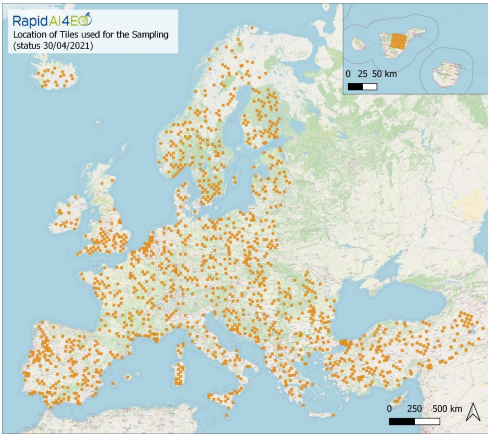 RapidAI4EO
Location of Tiles used for the Sampling
(status 30/04/2021)
0 25 50 km
0 250 500 km